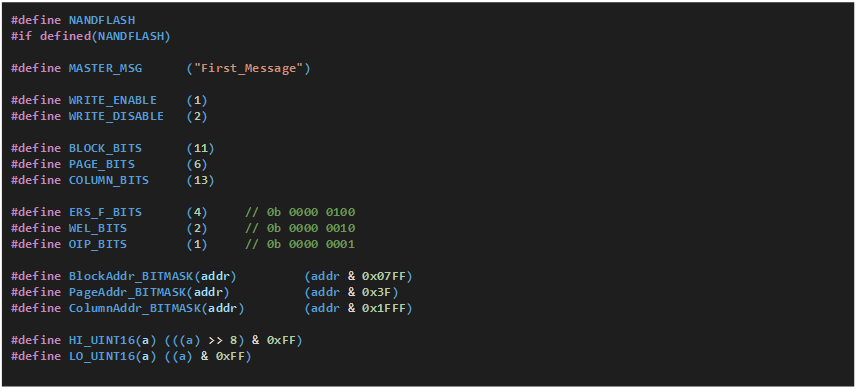 #define NANDFLASH
#if defined(NANDFLASH)
#define MASTER_MSG ("First_Message")
#define WRITE_ENABLE (1)
#define WRITE_DISABLE (2)
#define BLOCK_BITS (11)
#define PAGE_BITS (6)
#define COLUMN_BITS (13)
#define ERS_F_BITS (4) // 0b 0000 0100
#define WEL_BITS (2) // 0b 0000 0010
#define OIP_BITS (1) // 0b 0000 0001
#define BlockAddr_BITMASK(addr) (addr & 0x07FF)
#define PageAddr_BITMASK(addr) (addr & 0x3F)
#define ColumnAddr_BITMASK(addr) (addr & 0x1FFF)
#define HI_UINT16(a) (((a) >> 8) & 0xFF)
#define LO_UINT16(a) ((a) & 0xFF)